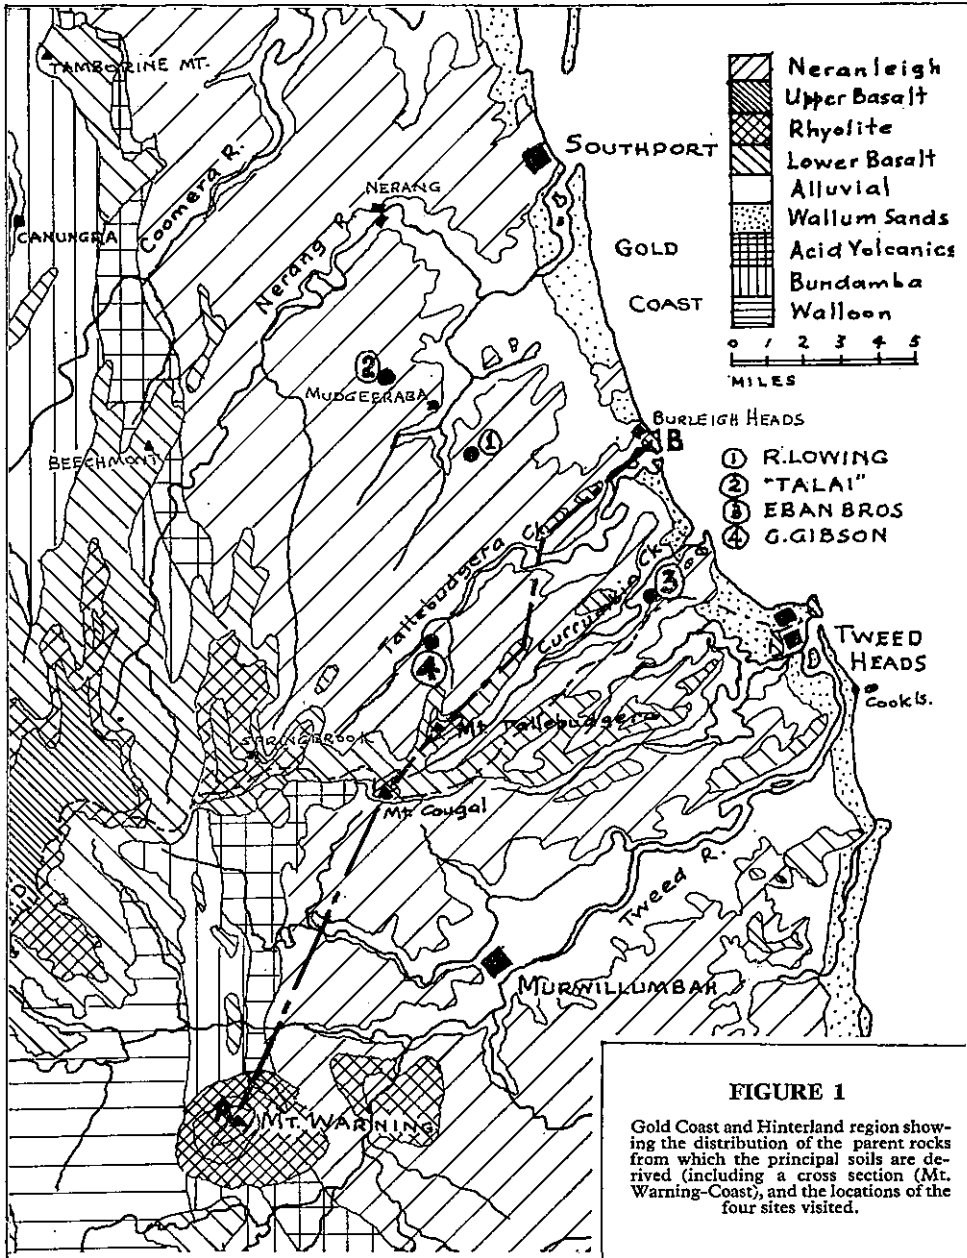 TAMBORINE MT.
Coomera R.
CANUNGRA
NERANG
Nerang R.
SOUTHPORT
GOLD
COAST
Neranleigh
Upper Basalt
Rhyolite
Lower Basalt
Alluvial
Wallum Sands
Acid Volcanics
Bundamba
Walloon
0 1 2 3 4 5
MILES
2
MUDGEERABA
1
BEECHMONT
BURLEIGH HEADS
B
① R. LOWING
② "TALAI"
③ EBAN BROS
④ G. GIBSON
Tallebudgera Ck
Currumbin Ck
3
4
TWEED
HEADS
Cook Is.
Mt. Tallebudgera
SPRINGBROOK
Mt. Cougal
Tweed R.
MURWILLUMBAH
A
MT. WARNING
FIGURE 1
Gold Coast and Hinterland region show-
ing the distribution of the parent rocks
from which the principal soils are de-
rived (including a cross section (Mt.
Warning-Coast), and the locations of the
four sites visited.